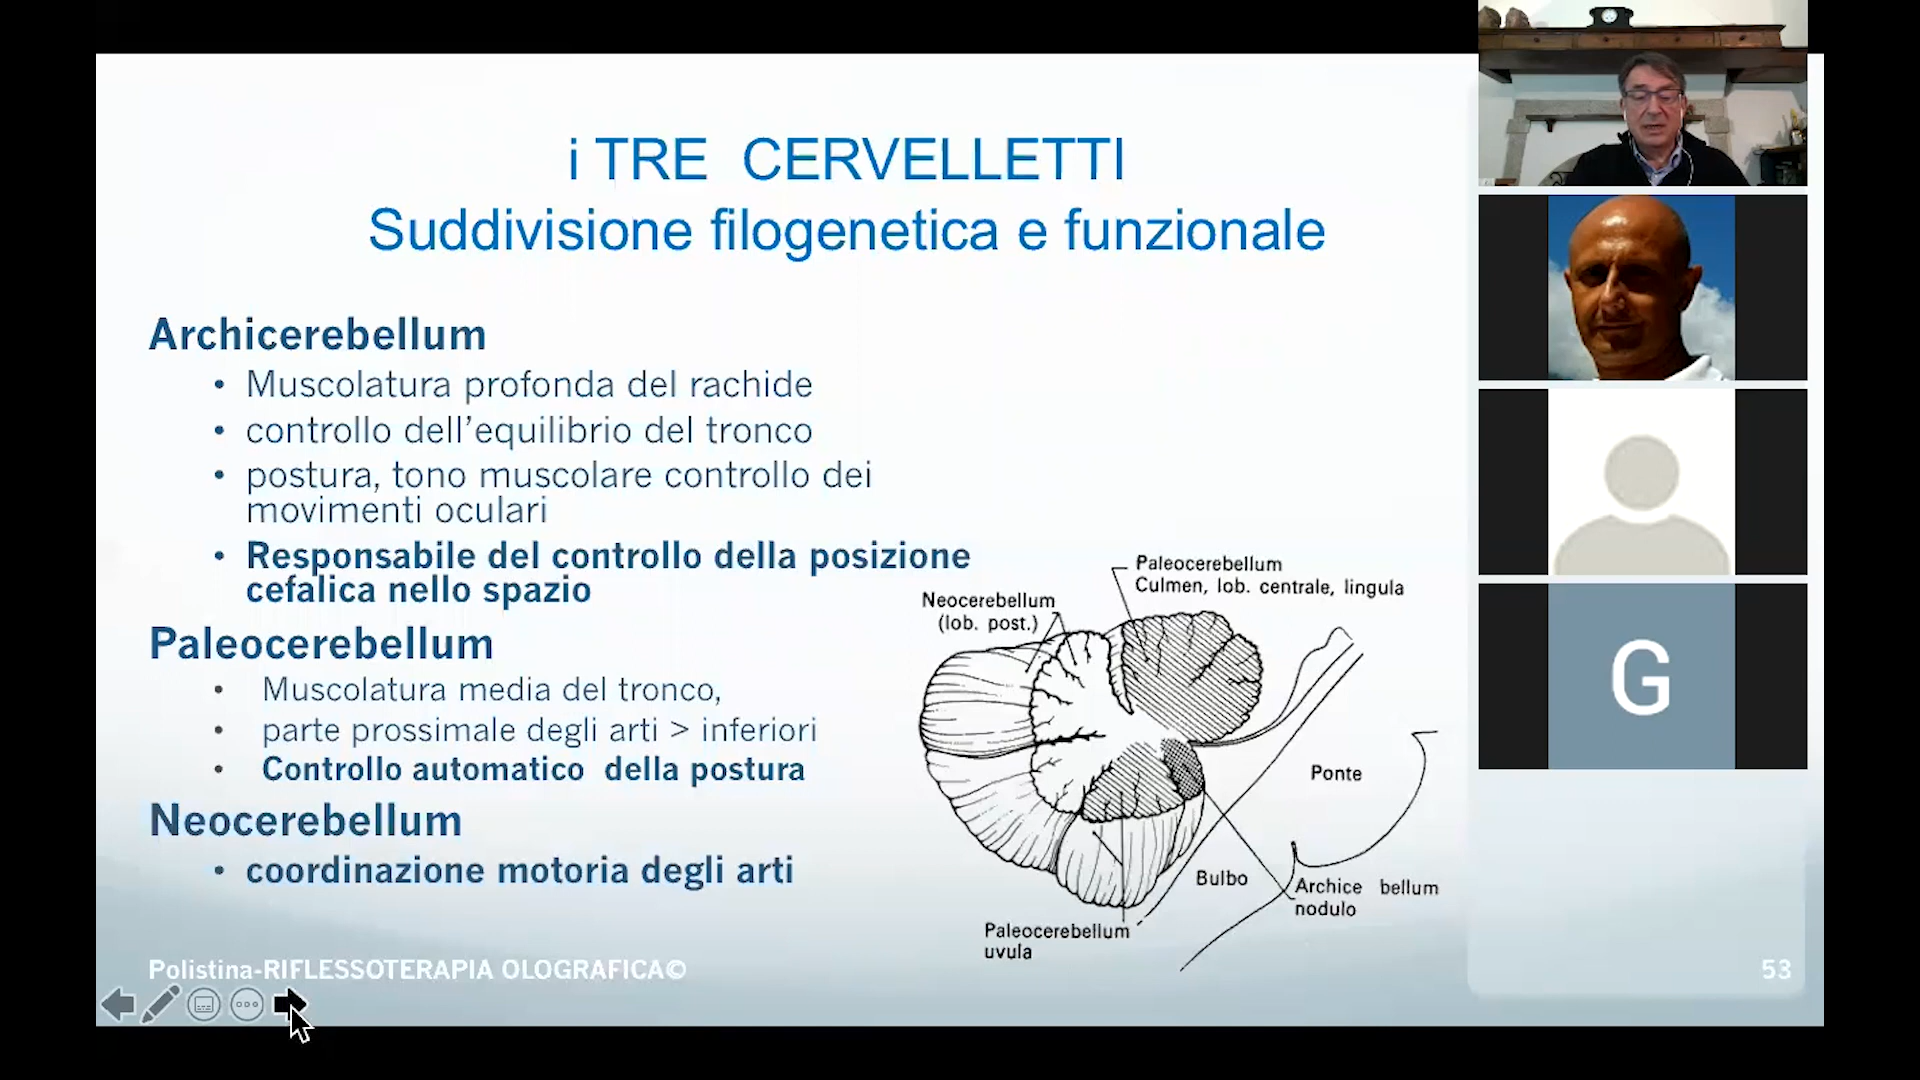 i TRE CERVELLETTI
Suddivisione filogenetica e funzionale
Archicerebellum
• Muscolatura profonda del rachide
• controllo dell'equilibrio del tronco
• postura, tono muscolare controllo dei
movimenti oculari
• Responsabile del controllo della posizione
cefalica nello spazio
Paleocerebellum
• Muscolatura media del tronco,
• parte prossimale degli arti > inferiori
• Controllo automatico della postura
Neocerebellum
• coordinazione motoria degli arti
Paleocerebellum
Culmen, lob. centrale, lingula
Neocerebellum
(lob. post.)
Ponte
Bulbo
Archice bellum
nodulo
Paleocerebellum
uvula
Polistina-RIFLESSOTERAPIA OLOGRAFICA©
53
G